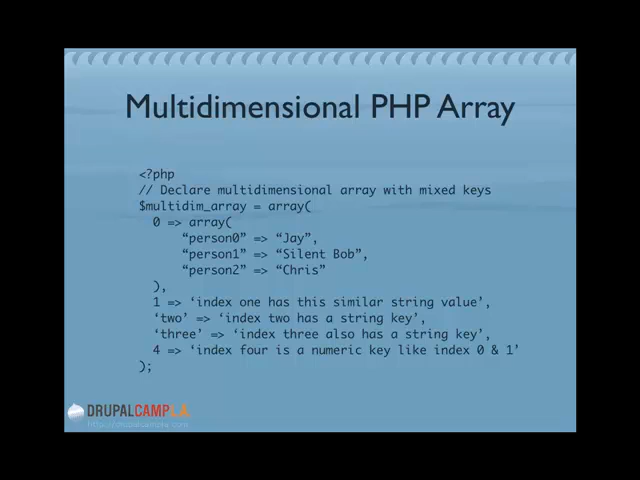 Multidimensional PHP Array
<?php
// Declare multidimensional array with mixed keys
$multidim_array = array(
0 => array(
“person0” => “Jay”,
“person1” => “Silent Bob”,
“person2” => “Chris”
),
1 => ‘index one has this similar string value’,
‘two’ => ‘index two has a string key’,
‘three’ => ‘index three also has a string key’,
4 => ‘index four is a numeric key like index 0 & 1’
);
DRUPALCAMPL.A.